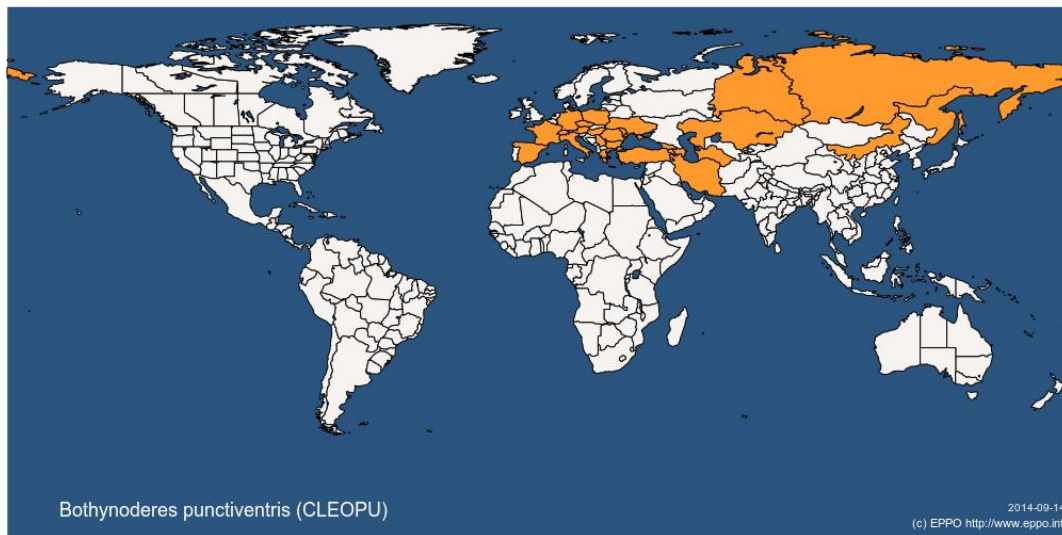 Bothynoderes punctiventris (CLEOPU)
2014-09-14
(c) EPPO http://www.eppo.int